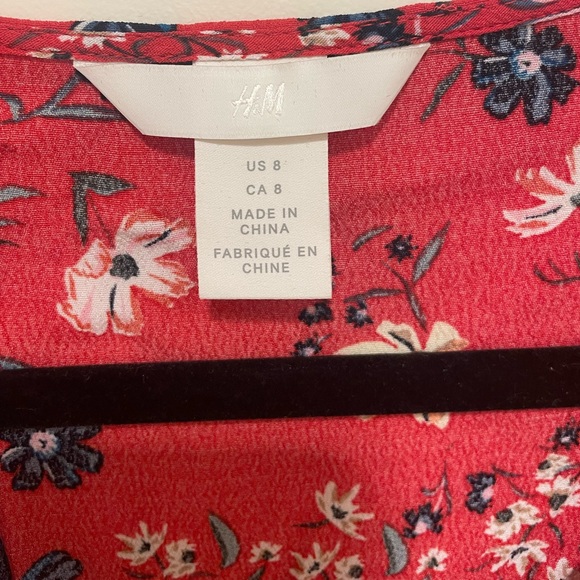 H&M
US 8
CA 8
MADE IN
CHINA
FABRIQUÉ EN
CHINE